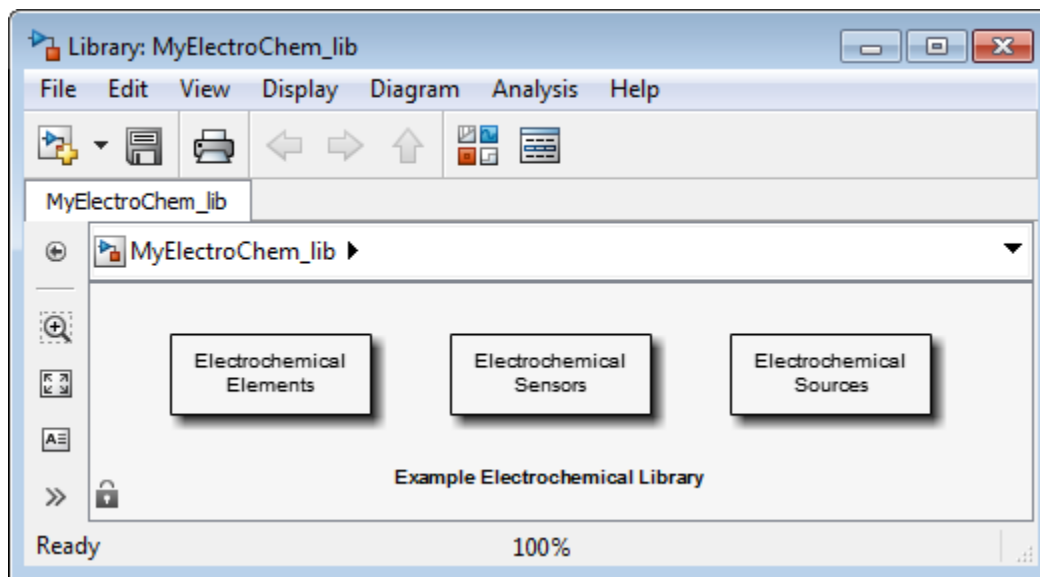 Library: MyElectroChem_lib
File Edit View Display Diagram Analysis Help
MyElectroChem_lib
MyElectroChem_lib
Electrochemical
Elements
Electrochemical
Sensors
Electrochemical
Sources
Example Electrochemical Library
Ready 100%